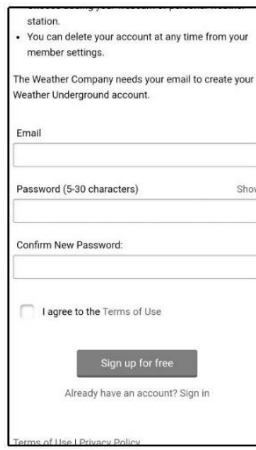 station.
• You can delete your account at any time from your
member settings.
The Weather Company needs your email to create your
Weather Underground account.
Email
Password (5-30 characters) Show
Confirm New Password:
I agree to the Terms of Use
Sign up for free
Already have an account? Sign in
Terms of Use | Privacy Policy